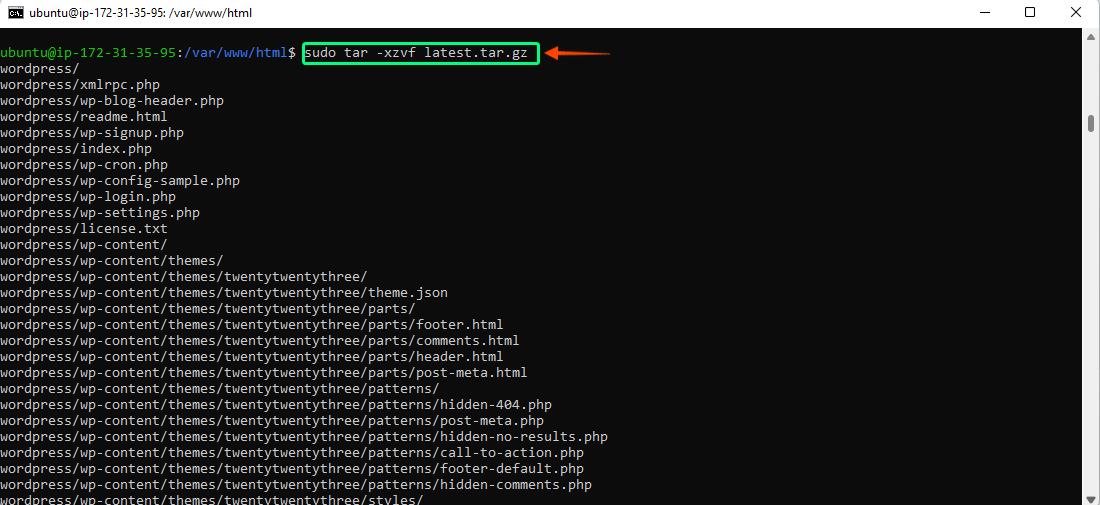 ubuntu@ip-172-31-35-95: /var/www/html
ubuntu@ip-172-31-35-95:/var/www/html$ sudo tar -xzvf latest.tar.gz
wordpress/
wordpress/xmlrpc.php
wordpress/wp-blog-header.php
wordpress/readme.html
wordpress/wp-signup.php
wordpress/index.php
wordpress/wp-cron.php
wordpress/wp-config-sample.php
wordpress/wp-login.php
wordpress/wp-settings.php
wordpress/license.txt
wordpress/wp-content/
wordpress/wp-content/themes/
wordpress/wp-content/themes/twentytwentythree/
wordpress/wp-content/themes/twentytwentythree/theme.json
wordpress/wp-content/themes/twentytwentythree/parts/
wordpress/wp-content/themes/twentytwentythree/parts/footer.html
wordpress/wp-content/themes/twentytwentythree/parts/comments.html
wordpress/wp-content/themes/twentytwentythree/parts/header.html
wordpress/wp-content/themes/twentytwentythree/parts/post-meta.html
wordpress/wp-content/themes/twentytwentythree/patterns/
wordpress/wp-content/themes/twentytwentythree/patterns/hidden-404.php
wordpress/wp-content/themes/twentytwentythree/patterns/post-meta.php
wordpress/wp-content/themes/twentytwentythree/patterns/hidden-no-results.php
wordpress/wp-content/themes/twentytwentythree/patterns/call-to-action.php
wordpress/wp-content/themes/twentytwentythree/patterns/footer-default.php
wordpress/wp-content/themes/twentytwentythree/patterns/hidden-comments.php
wordpress/wp-content/themes/twentytwentythree/styles/